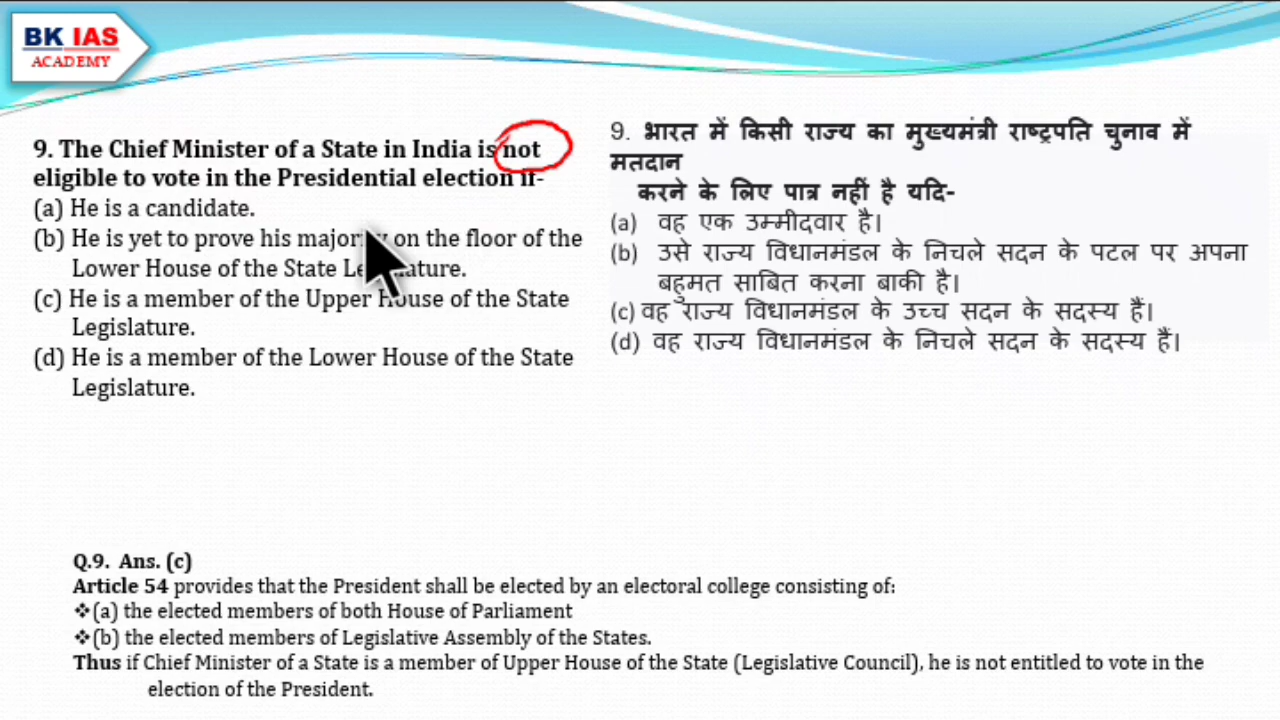 BK IAS
ACADEMY
9. The Chief Minister of a State in India is not
eligible to vote in the Presidential election if-
(a) He is a candidate.
(b) He is yet to prove his majority on the floor of the
Lower House of the State Legislature.
(c) He is a member of the Upper House of the State
Legislature.
(d) He is a member of the Lower House of the State
Legislature.
9. भारत में किसी राज्य का मुख्यमंत्री राष्ट्रपति चुनाव में
मतदान
करने के लिए पात्र नहीं है यदि-
(a) वह एक उम्मीदवार है।
(b) उसे राज्य विधानमंडल के निचले सदन के पटल पर अपना
बहुमत साबित करना बाकी है।
(c) वह राज्य विधानमंडल के उच्च सदन के सदस्य हैं।
(d) वह राज्य विधानमंडल के निचले सदन के सदस्य हैं।
Q.9. Ans. (c)
Article 54 provides that the President shall be elected by an electoral college consisting of:
❖(a) the elected members of both House of Parliament
❖(b) the elected members of Legislative Assembly of the States.
Thus if Chief Minister of a State is a member of Upper House of the State (Legislative Council), he is not entitled to vote in the
election of the President.